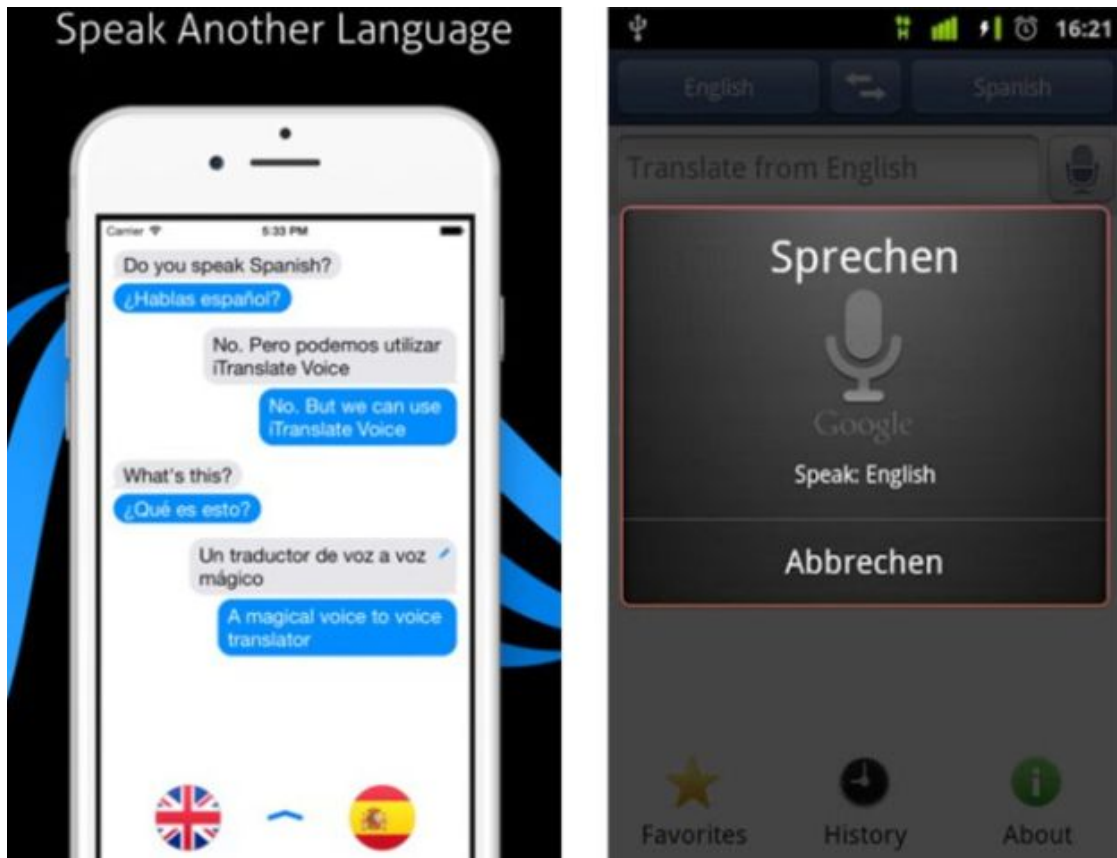 Speak Another Language
Carrier
5:33 PM
Do you speak Spanish?
¿Hablas español?
No. Pero podemos utilizar
iTranslate Voice
No. But we can use
iTranslate Voice
What's this?
¿Qué es esto?
Un traductor de voz a voz
mágico
A magical voice to voice
translator
16:21
English
Spanish
Translate from English
Sprechen
Google
Speak: English
Abbrechen
Favorites
History
About